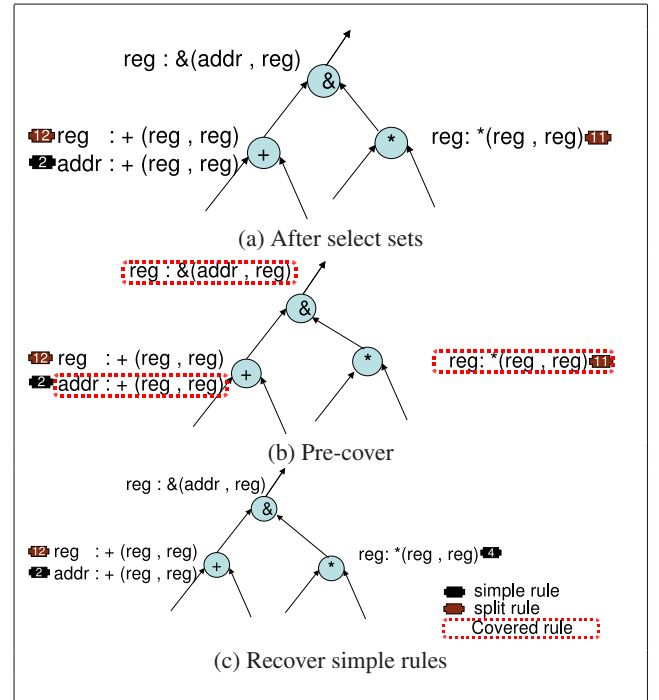 reg : &(addr , reg)
&
12 reg : + (reg , reg)
2 addr : + (reg , reg)
+
*
reg: *(reg , reg) 11
(a) After select sets
reg : &(addr , reg)
&
12 reg : + (reg , reg)
2 addr : + (reg , reg)
+
*
reg: *(reg , reg) 11
(b) Pre-cover
reg : &(addr , reg)
&
12 reg : + (reg , reg)
2 addr : + (reg , reg)
+
*
reg: *(reg , reg) 4
simple rule
split rule
Covered rule
(c) Recover simple rules